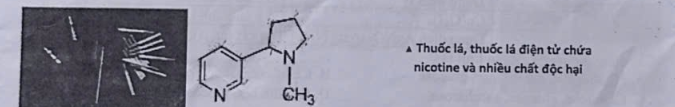 ▲ Thuốc lá, thuốc lá điện tử chứa
nicotine và nhiều chất độc hại
N
N
CH3